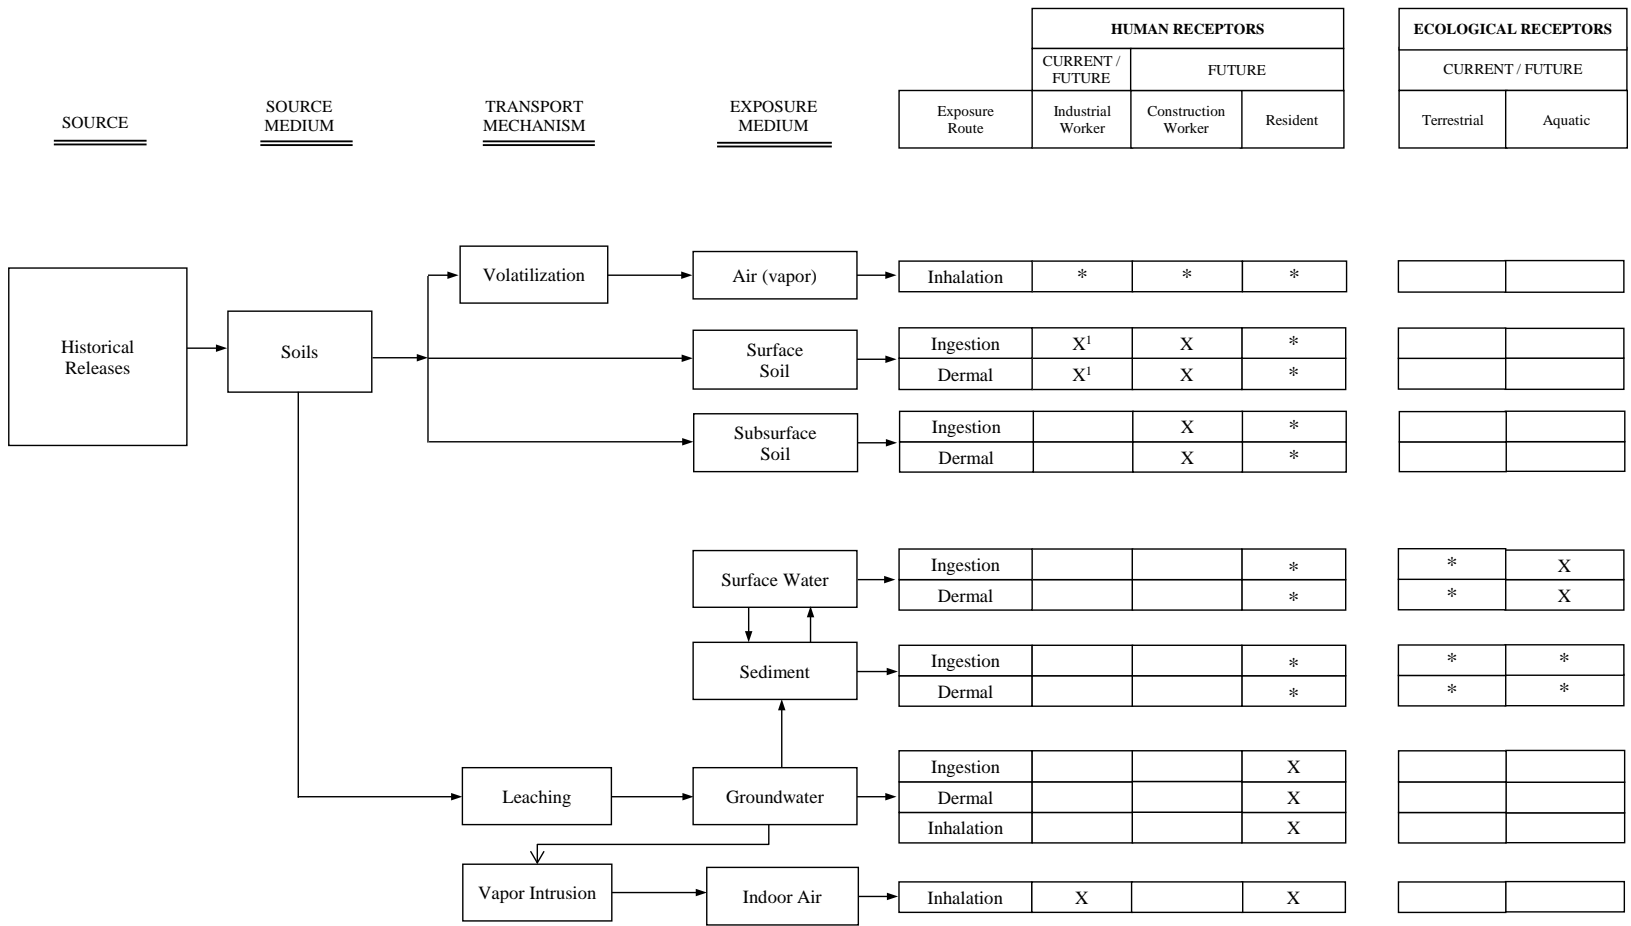 HUMAN RECEPTORS
ECOLOGICAL RECEPTORS
CURRENT /
FUTURE
FUTURE
CURRENT / FUTURE
SOURCE
SOURCE
MEDIUM
TRANSPORT
MECHANISM
EXPOSURE
MEDIUM
Exposure
Route
Industrial
Worker
Construction
Worker
Resident
Terrestrial
Aquatic
Historical
Releases
Soils
Volatilization
Air (vapor)
Inhalation * * *
Surface
Soil
Ingestion X¹ X *
Dermal X¹ X *
Subsurface
Soil
Ingestion X *
Dermal X *
Surface Water
Ingestion * * X
Dermal * * X
Sediment
Ingestion * * *
Dermal * * *
Leaching
Groundwater
Ingestion X
Dermal X
Inhalation X
Vapor Intrusion
Indoor Air
Inhalation X X